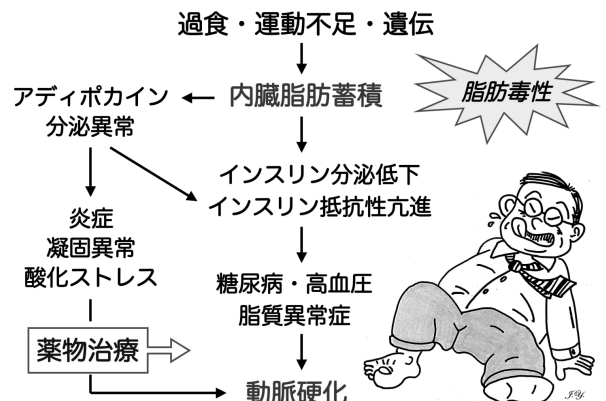 過食・運動不足・遺伝
脂肪毒性
アディポカイン
分泌異常
内臓脂肪蓄積
インスリン分泌低下
インスリン抵抗性亢進
炎症
凝固異常
酸化ストレス
糖尿病・高血圧
脂質異常症
薬物治療
動脈硬化
J.Y.